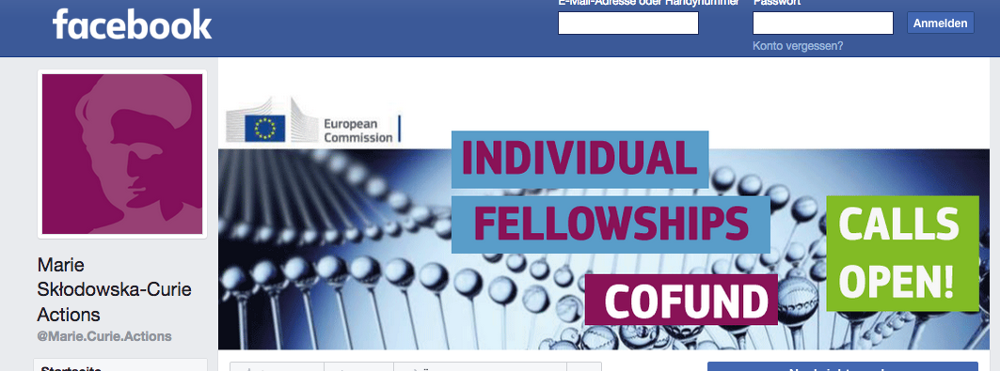 facebook
E-Mail-Adresse oder Handynummer
Passwort
Anmelden
Konto vergessen?
European
Commission
INDIVIDUAL
FELLOWSHIPS
COFUND
CALLS
OPEN!
Marie
Skłodowska-Curie
Actions
@Marie.Curie.Actions
Startseite